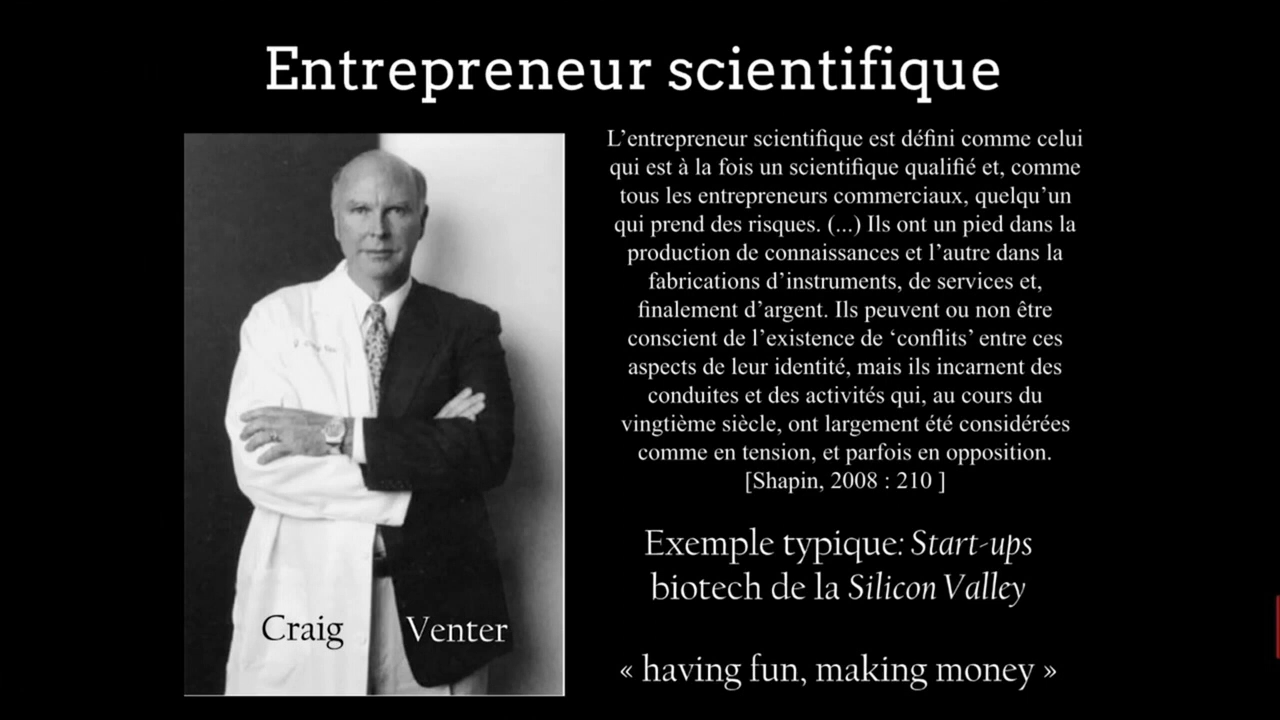 Entrepreneur scientifique
L’entrepreneur scientifique est défini comme celui
qui est à la fois un scientifique qualifié et, comme
tous les entrepreneurs commerciaux, quelqu’un
qui prend des risques. (...) Ils ont un pied dans la
production de connaissances et l’autre dans la
fabrications d’instruments, de services et,
finalement d’argent. Ils peuvent ou non être
conscient de l’existence de ‘conflits’ entre ces
aspects de leur identité, mais ils incarnent des
conduites et des activités qui, au cours du
vingtième siècle, ont largement été considérées
comme en tension, et parfois en opposition.
[Shapin, 2008 : 210 ]
Exemple typique: Start-ups
biotech de la Silicon Valley
« having fun, making money »
Craig Venter